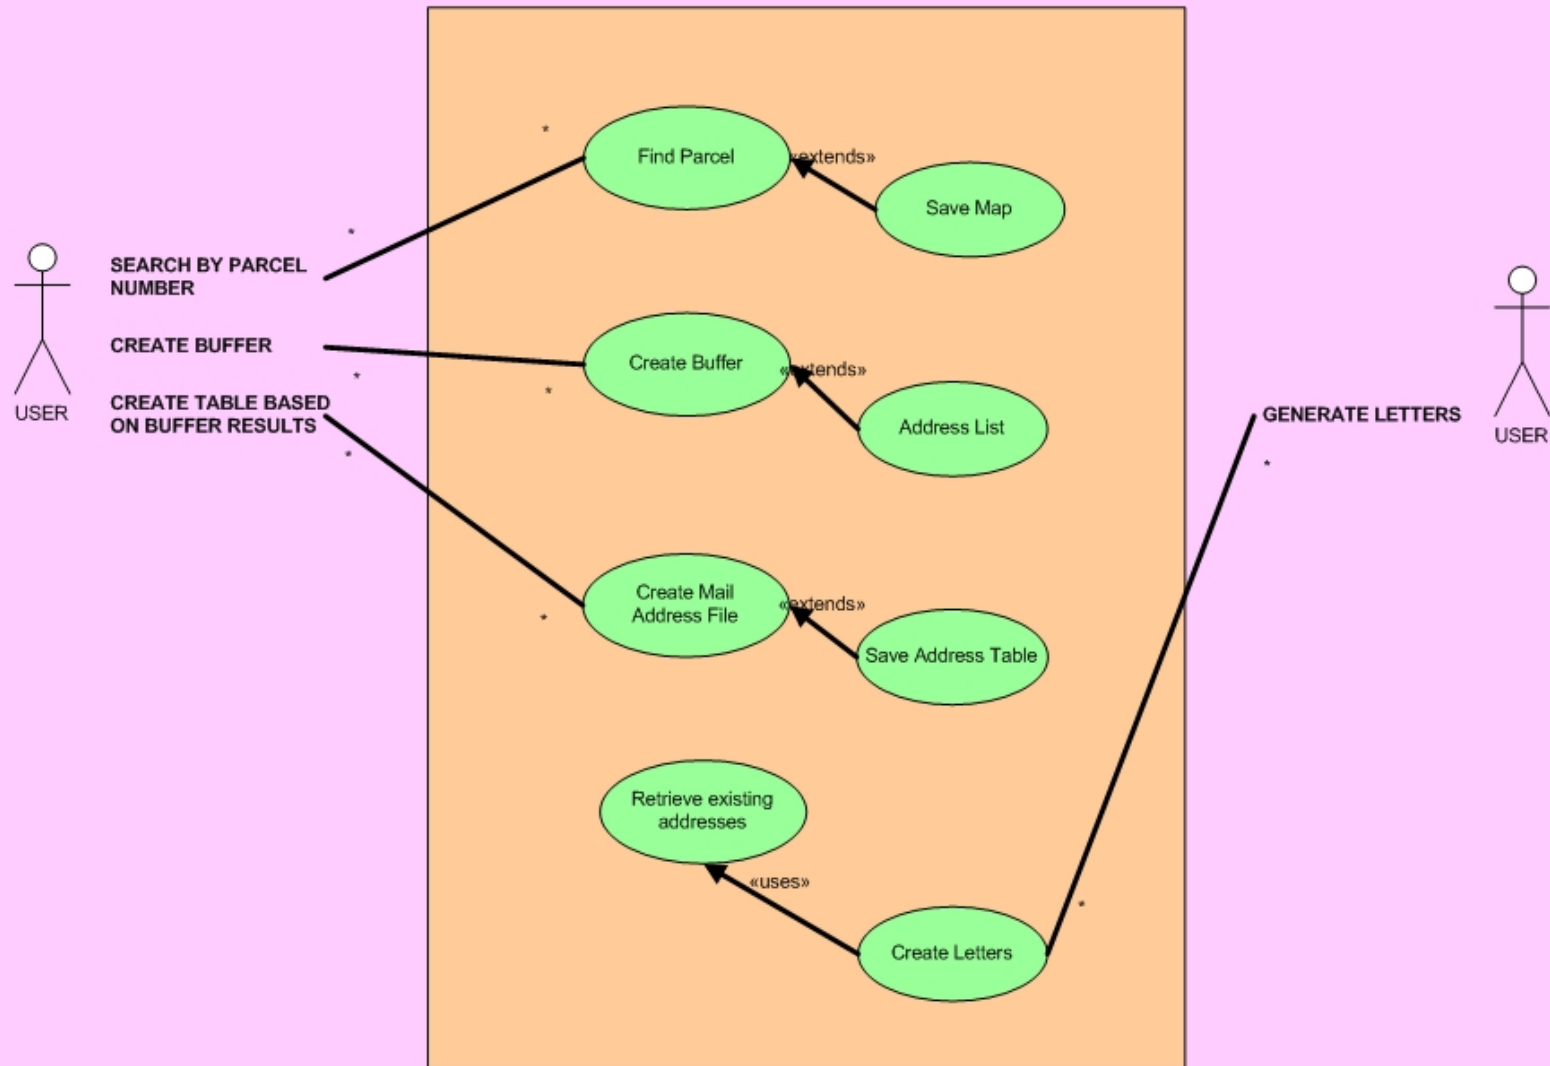 *
Find Parcel
«extends»
Save Map
*
SEARCH BY PARCEL
NUMBER
CREATE BUFFER
*
*
CREATE TABLE BASED
ON BUFFER RESULTS
*
USER
Create Buffer
«extends»
Address List
GENERATE LETTERS
*
USER
Create Mail
Address File
*
«extends»
Save Address Table
Retrieve existing
addresses
«uses»
*
Create Letters